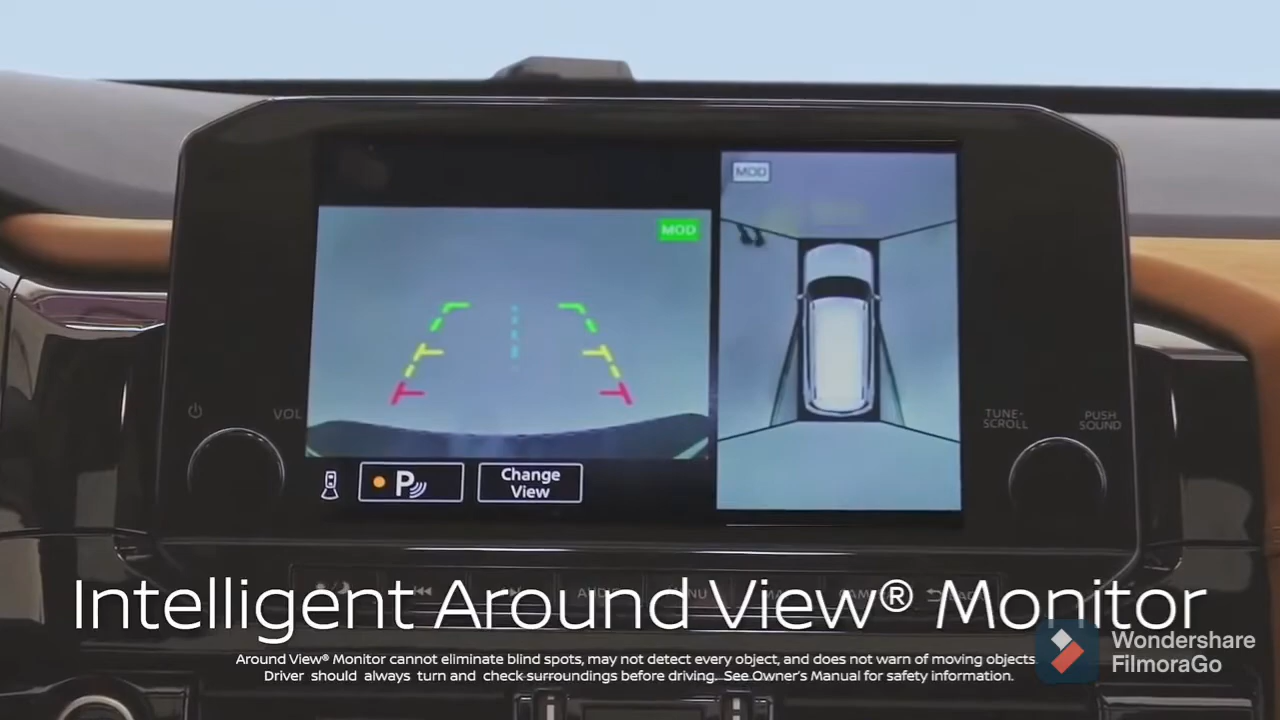 MOD
MOD
VOL
TUNE-
SCROLL
PUSH
SOUND
P
Change
View
Intelligent Around View® Monitor
Around View® Monitor cannot eliminate blind spots, may not detect every object, and does not warn of moving objects.
Driver should always turn and check surroundings before driving. See Owner's Manual for safety information.
Wondershare
FilmoraGo